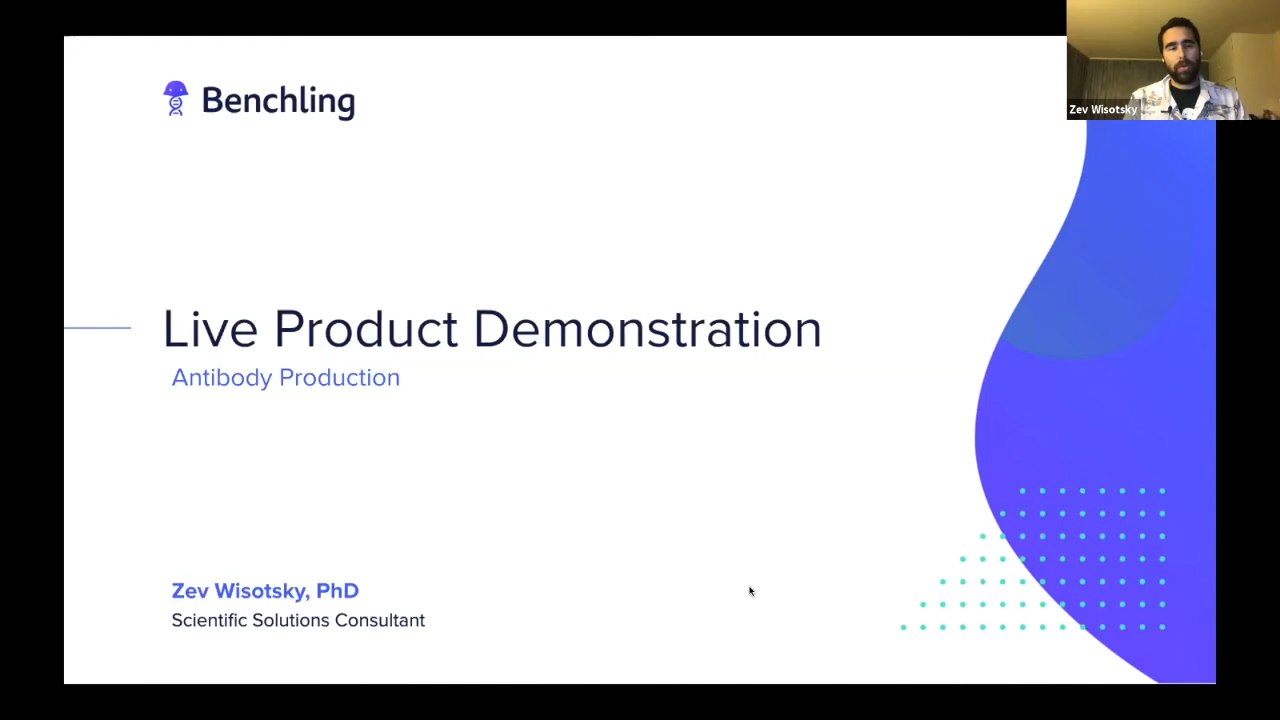 Benchling
Zev Wisotsky
Live Product Demonstration
Antibody Production
Zev Wisotsky, PhD
Scientific Solutions Consultant